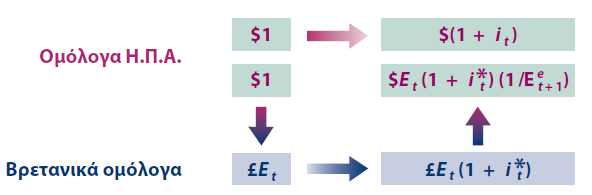 $1 $(1 + i_t)
Ομόλογα Η.Π.Α.
$1 $E_t (1 + i*_t) (1/E^e_{t+1})
Βρετανικά ομόλογα £E_t £E_t (1 + i*_t)